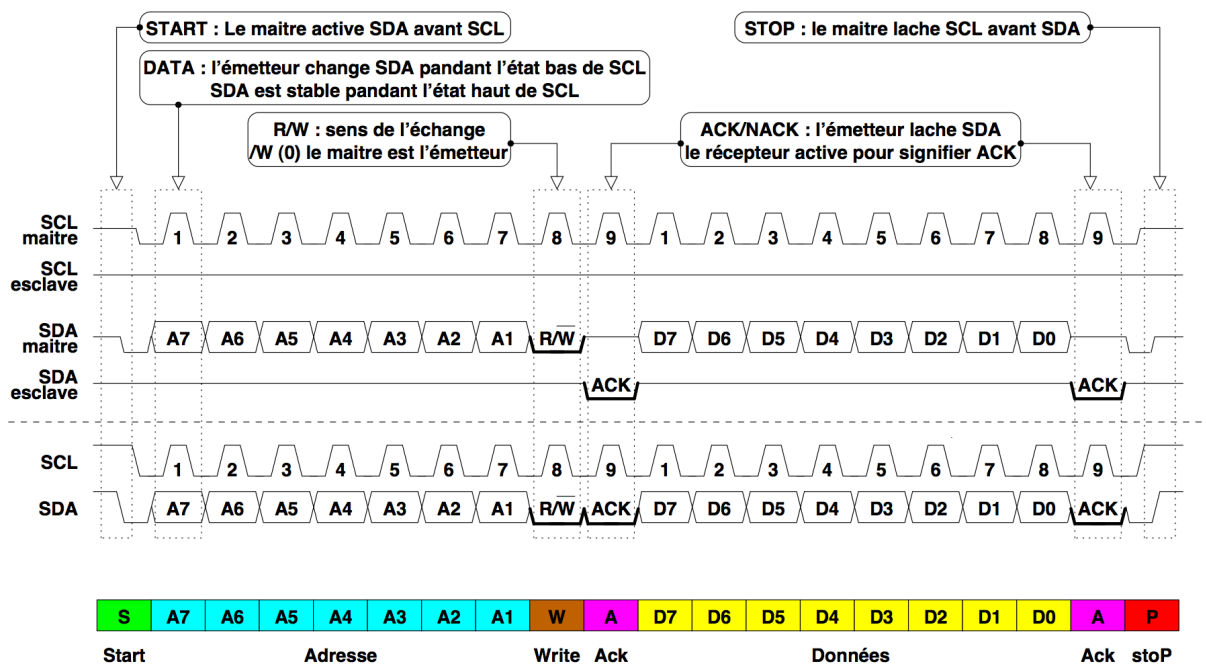 START : Le maitre active SDA avant SCL
STOP : le maitre lache SCL avant SDA
DATA : l'émetteur change SDA pandant l'état bas de SCL
SDA est stable pandant l'état haut de SCL
R/W : sens de l'échange
/W (0) le maitre est l'émetteur
ACK/NACK : l'émetteur lache SDA
le récepteur active pour signifier ACK
SCL
maitre
1 2 3 4 5 6 7 8 9 1 2 3 4 5 6 7 8 9
SCL
esclave
SDA
maitre
A7 A6 A5 A4 A3 A2 A1 R/W̅ D7 D6 D5 D4 D3 D2 D1 D0
SDA
esclave
ACK ACK
SCL 1 2 3 4 5 6 7 8 9 1 2 3 4 5 6 7 8 9
SDA A7 A6 A5 A4 A3 A2 A1 R/W̅ ACK D7 D6 D5 D4 D3 D2 D1 D0 ACK
S A7 A6 A5 A4 A3 A2 A1 W A D7 D6 D5 D4 D3 D2 D1 D0 A P
Start Adresse Write Ack Données Ack stoP